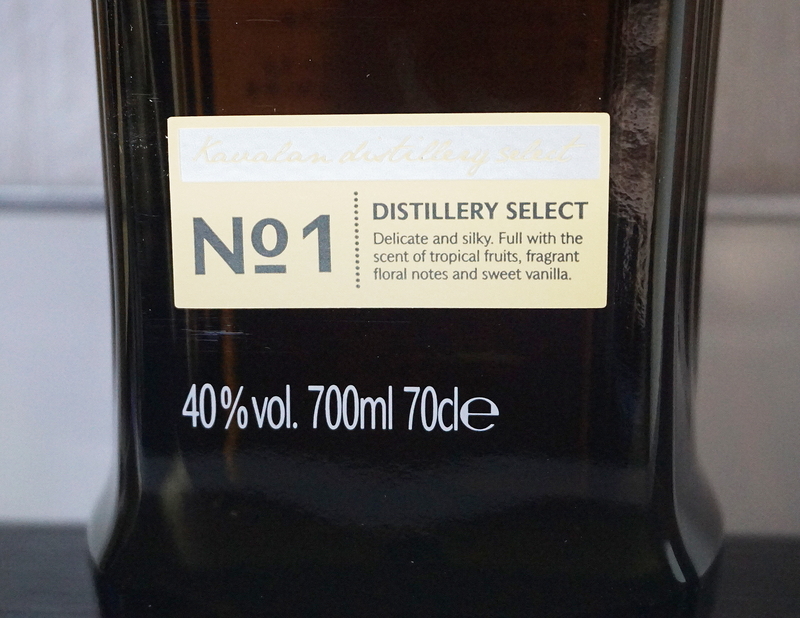 Kavalan distillery select
Nº1
DISTILLERY SELECT
Delicate and silky. Full with the
scent of tropical fruits, fragrant
floral notes and sweet vanilla.
40%vol. 700ml 70cl℮